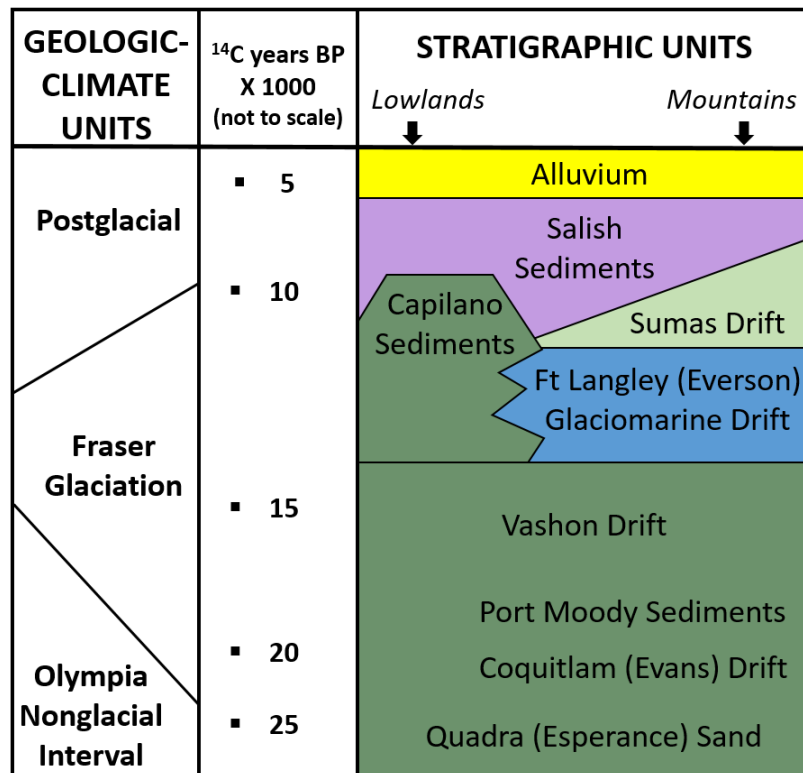 GEOLOGIC-
CLIMATE
UNITS
¹⁴C years BP
X 1000
(not to scale)
STRATIGRAPHIC UNITS
Lowlands
Mountains
Postglacial
Fraser
Glaciation
Olympia
Nonglacial
Interval
▪ 5
▪ 10
▪ 15
▪ 20
▪ 25
Alluvium
Salish
Sediments
Capilano
Sediments
Sumas Drift
Ft Langley (Everson)
Glaciomarine Drift
Vashon Drift
Port Moody Sediments
Coquitlam (Evans) Drift
Quadra (Esperance) Sand